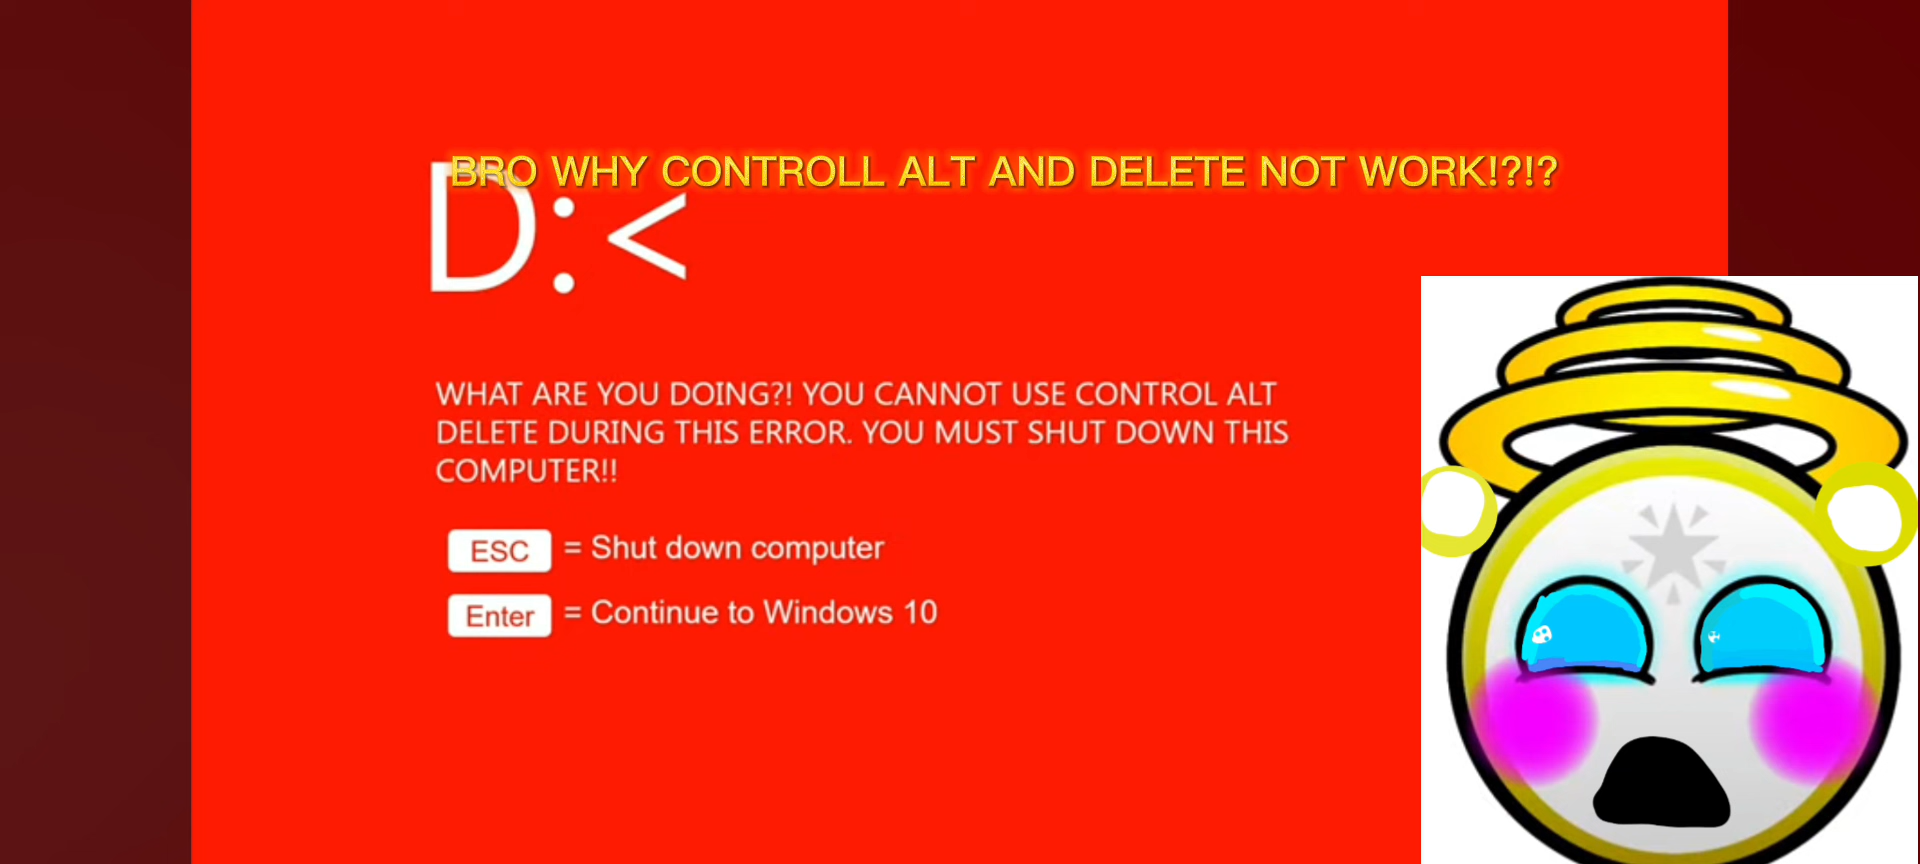 BRO WHY CONTROLL ALT AND DELETE NOT WORK!?!?
D:<
WHAT ARE YOU DOING?! YOU CANNOT USE CONTROL ALT
DELETE DURING THIS ERROR. YOU MUST SHUT DOWN THIS
COMPUTER!!
ESC = Shut down computer
Enter = Continue to Windows 10